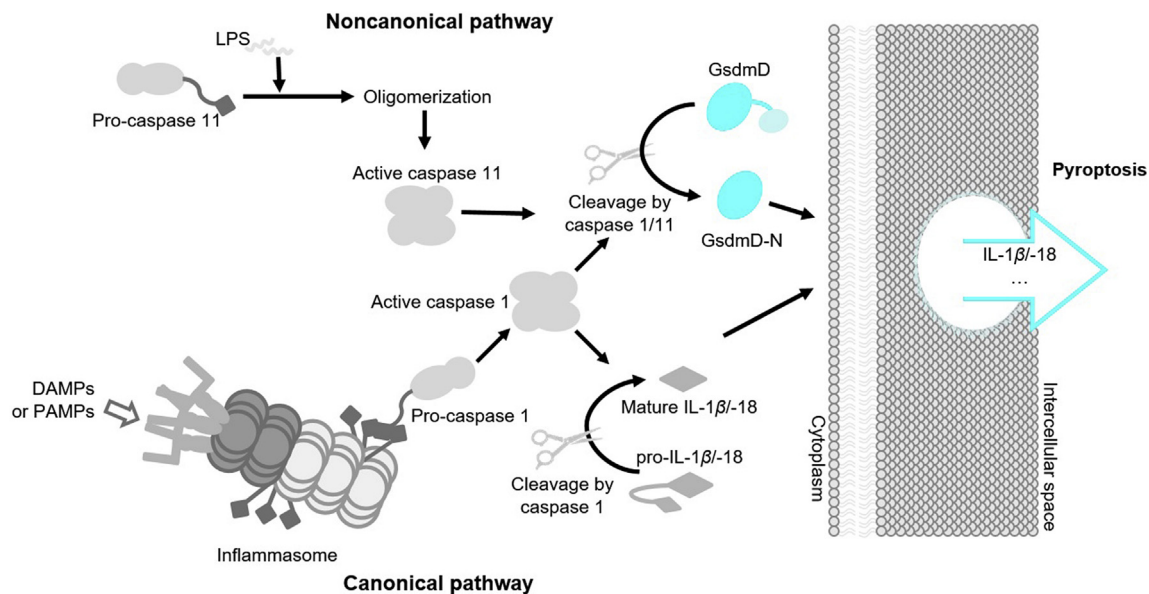 Noncanonical pathway
LPS
Pro-caspase 11
Oligomerization
Active caspase 11
GsdmD
Cleavage by
caspase 1/11
GsdmD-N
Pyroptosis
IL-1β/-18
...
Active caspase 1
DAMPs
or PAMPs
Pro-caspase 1
Mature IL-1β/-18
pro-IL-1β/-18
Cleavage by
caspase 1
Inflammasome
Canonical pathway
Cytoplasm
Intercellular space